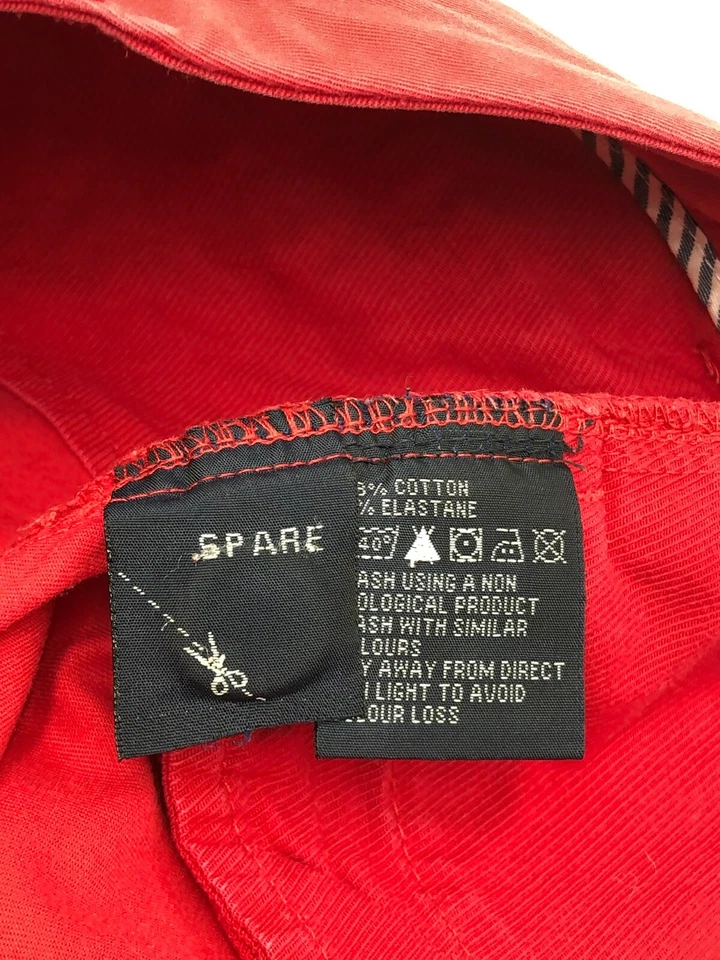 SPARE
% COTTON
% ELASTANE
40°
ASH USING A NON
OLOGICAL PRODUCT
ASH WITH SIMILAR
LOURS
Y AWAY FROM DIRECT
LIGHT TO AVOID
LOUR LOSS